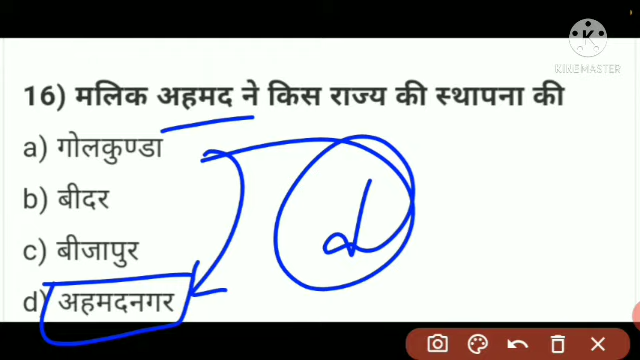 K
KINEMASTER
16) मलिक अहमद ने किस राज्य की स्थापना की
a) गोलकुण्डा
b) बीदर
c) बीजापुर
d) अहमदनगर
d